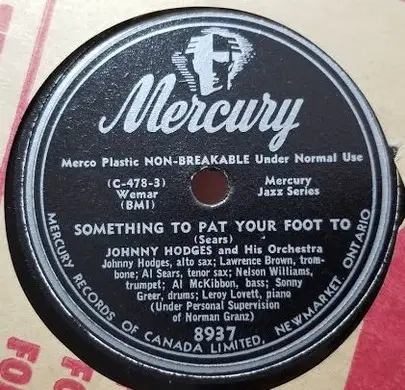 Mercury
Merco Plastic NON-BREAKABLE Under Normal Use
(C-478-3) Mercury
Wemar Jazz Series
(BMI)
SOMETHING TO PAT YOUR FOOT TO
(Sears)
JOHNNY HODGES and His Orchestra
Johnny Hodges, alto sax; Lawrence Brown, trom-
bone; Al Sears, tenor sax; Nelson Williams,
trumpet; Al McKibbon, bass; Sonny
Greer, drums; Leroy Lovett, piano
(Under Personal Supervision
of Norman Granz)
8937
MERCURY RECORDS OF CANADA LIMITED, NEWMARKET, ONTARIO
FO
FO